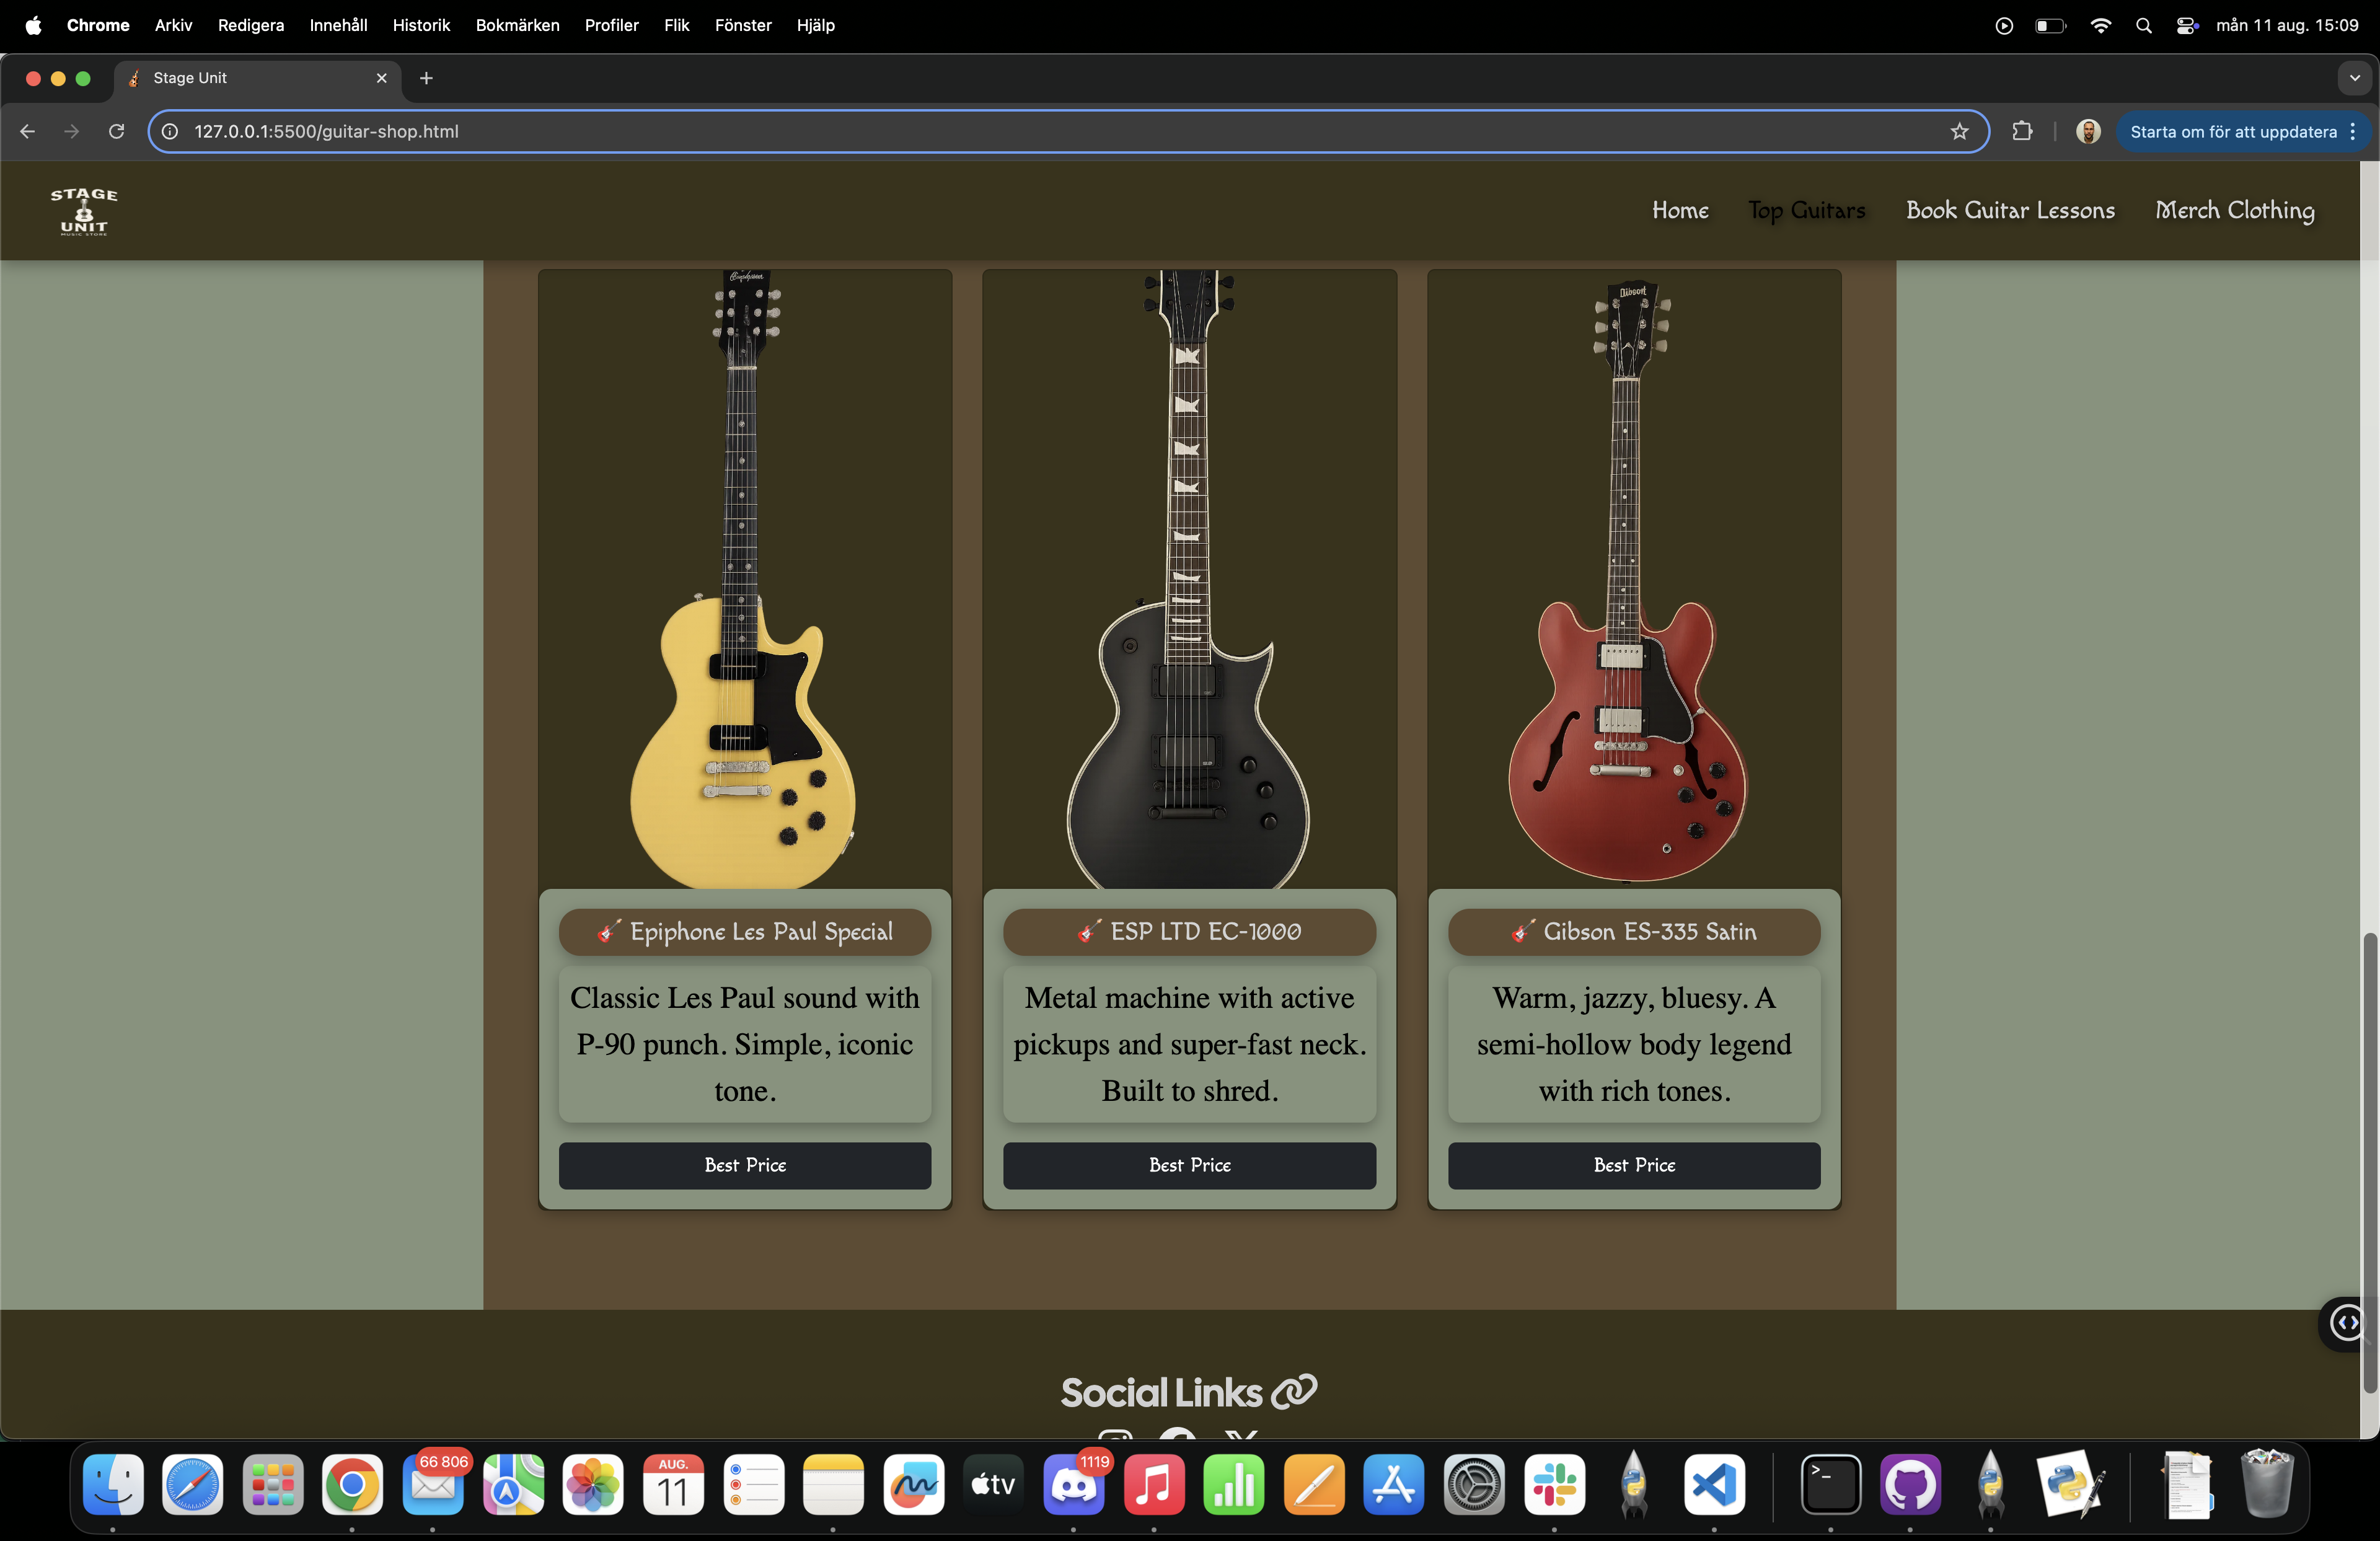 Chrome Arkiv Redigera Innehåll Historik Bokmärken Profiler Flik Fönster Hjälp mån 11 aug. 15:09
Stage Unit
127.0.0.1:5500/guitar-shop.html Starta om för att uppdatera
STAGE
UNIT
MUSIC STORE
Home Top Guitars Book Guitar Lessons Merch Clothing
Epiphone
Gibson
Epiphone Les Paul Special
Classic Les Paul sound with
P-90 punch. Simple, iconic
tone.
Best Price
ESP LTD EC-1000
Metal machine with active
pickups and super-fast neck.
Built to shred.
Best Price
Gibson ES-335 Satin
Warm, jazzy, bluesy. A
semi-hollow body legend
with rich tones.
Best Price
Social Links
66 806
AUG.
11
tv
1119
>_